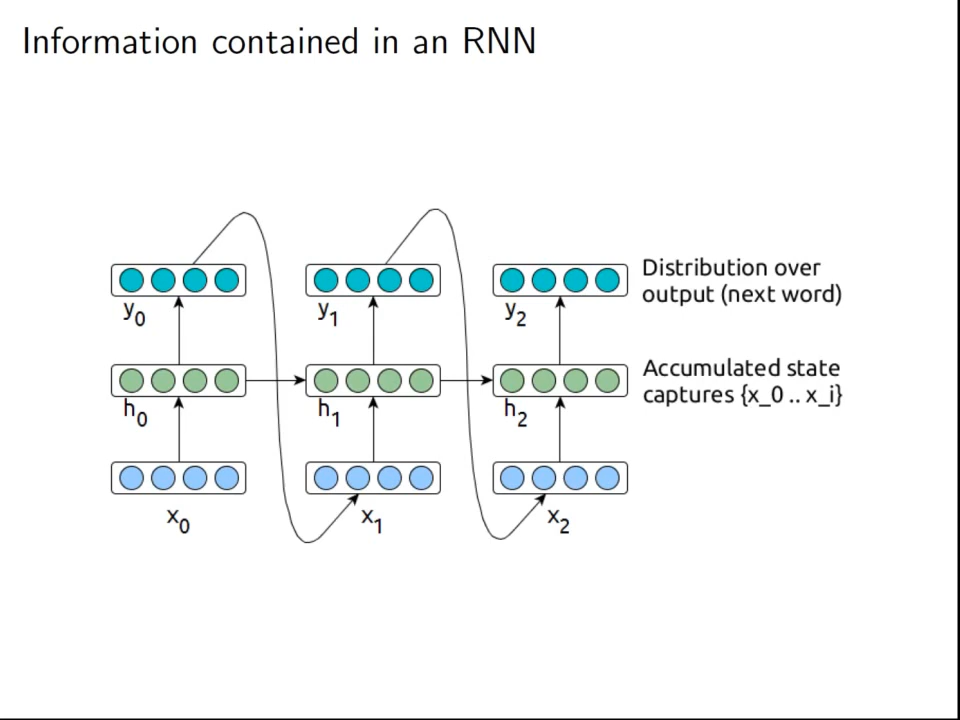 Information contained in an RNN
Distribution over
output (next word)
y0
y1
y2
Accumulated state
captures {x_0 .. x_i}
h0
h1
h2
x0
x1
x2